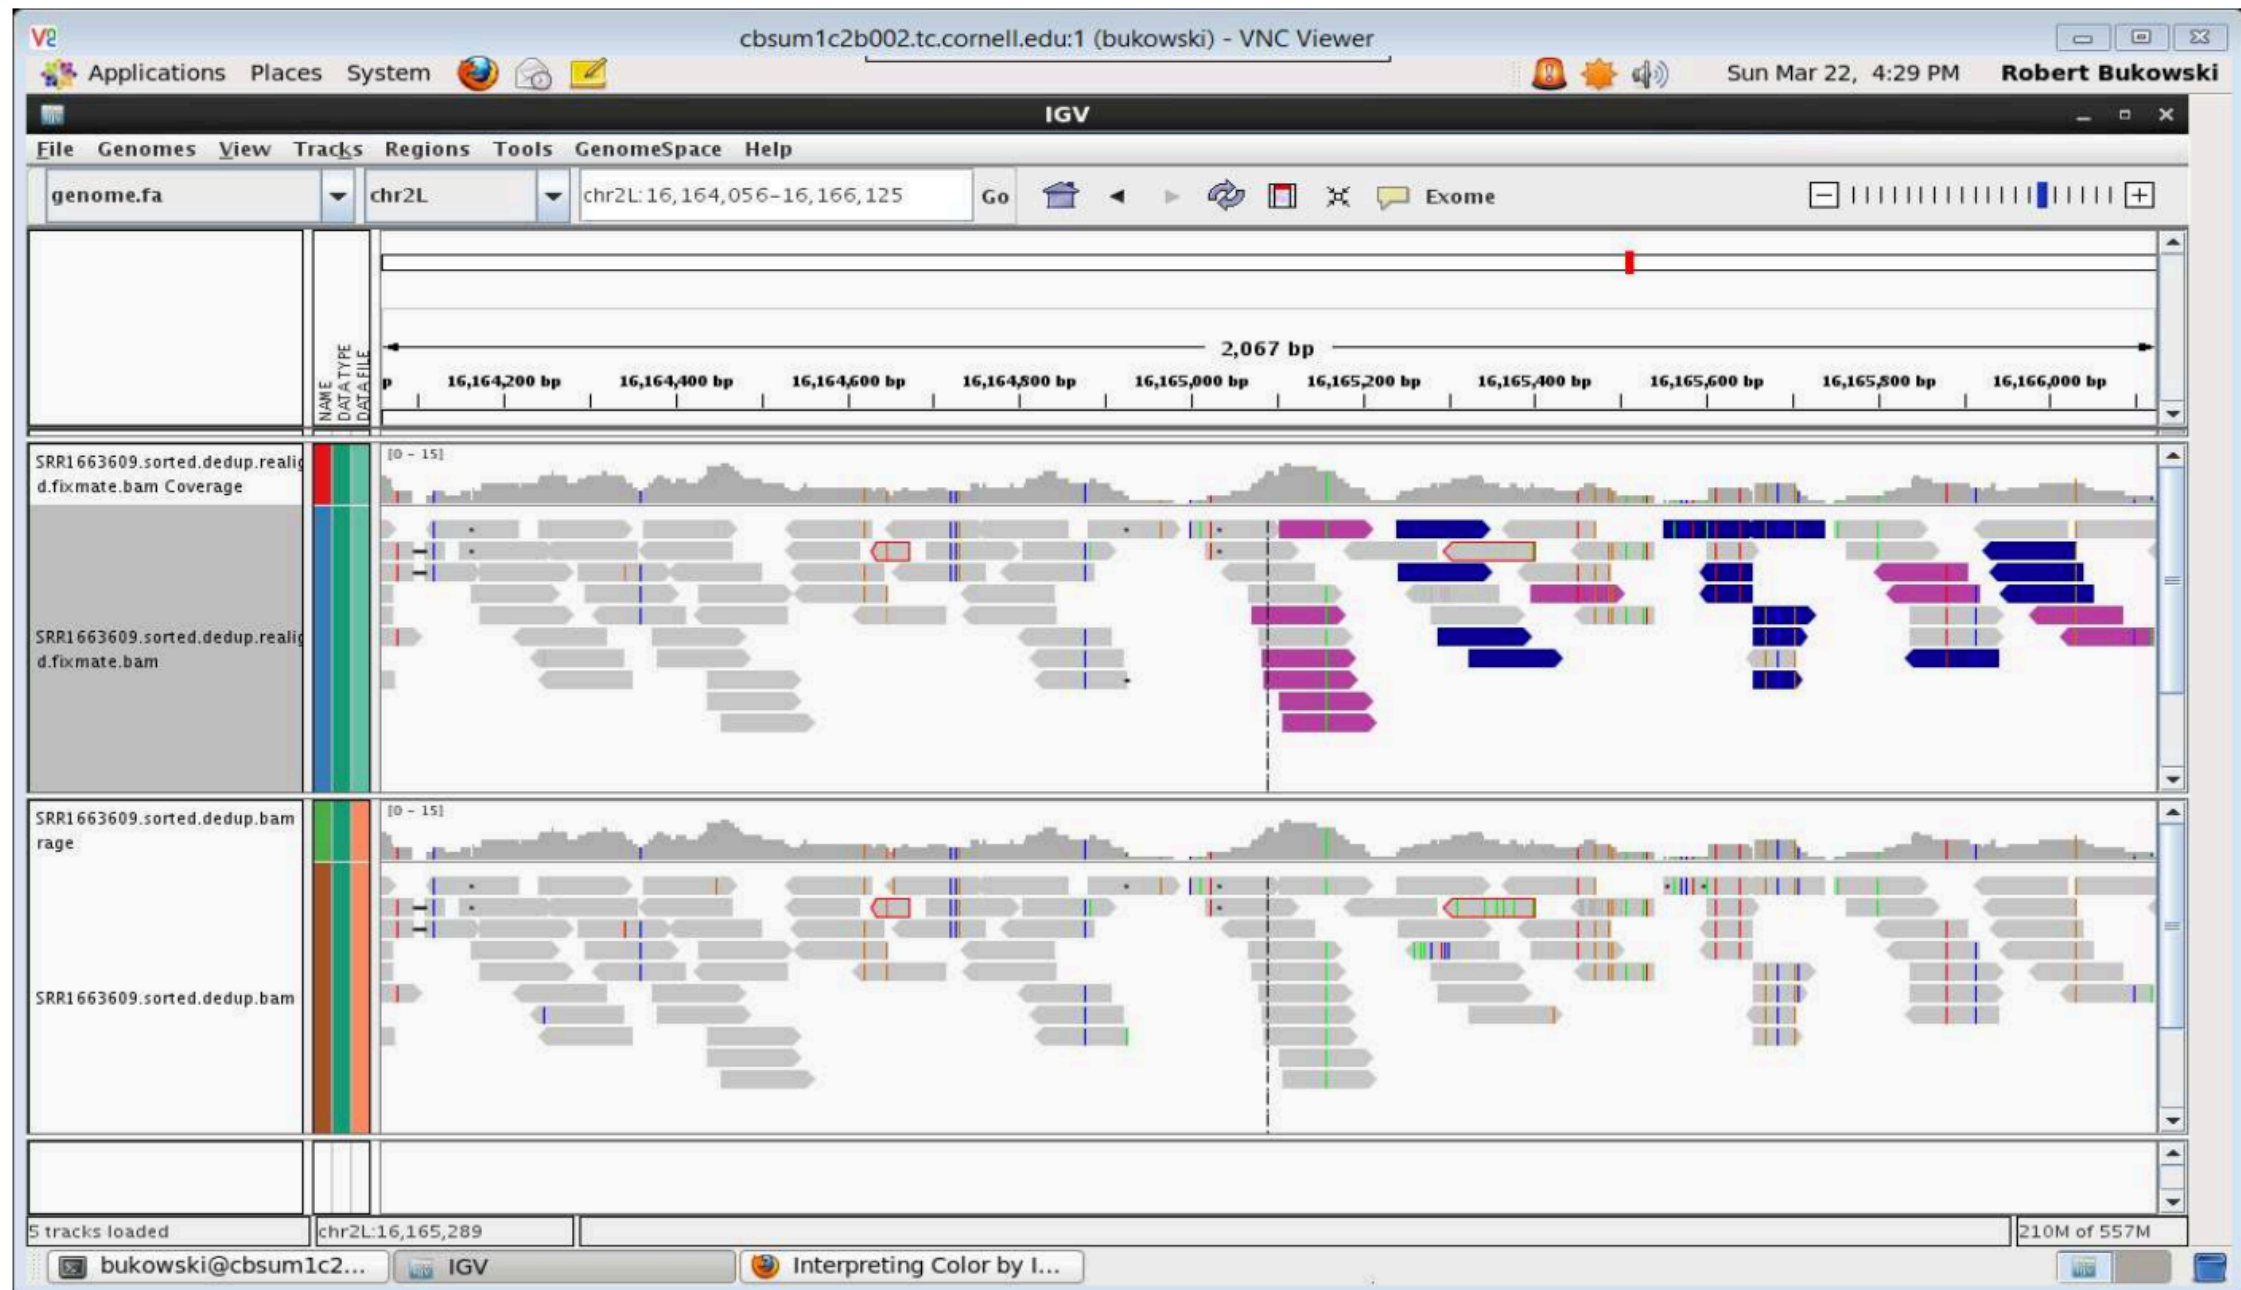 cbsum1c2b002.tc.cornell.edu:1 (bukowski) - VNC Viewer
Applications Places System Sun Mar 22, 4:29 PM Robert Bukowski
IGV
File Genomes View Tracks Regions Tools GenomeSpace Help
genome.fa chr2L chr2L:16,164,056-16,166,125 Go Exome
NAME
DATA TYPE
DATA FILE
2,067 bp
p 16,164,200 bp 16,164,400 bp 16,164,600 bp 16,164,800 bp 16,165,000 bp 16,165,200 bp 16,165,400 bp 16,165,600 bp 16,165,800 bp 16,166,000 bp
[0 - 15]
SRR1663609.sorted.dedup.realig
d.fixmate.bam Coverage
SRR1663609.sorted.dedup.realig
d.fixmate.bam
[0 - 15]
SRR1663609.sorted.dedup.bam
rage
SRR1663609.sorted.dedup.bam
5 tracks loaded chr2L:16,165,289 210M of 557M
bukowski@cbsum1c2... IGV Interpreting Color by I...